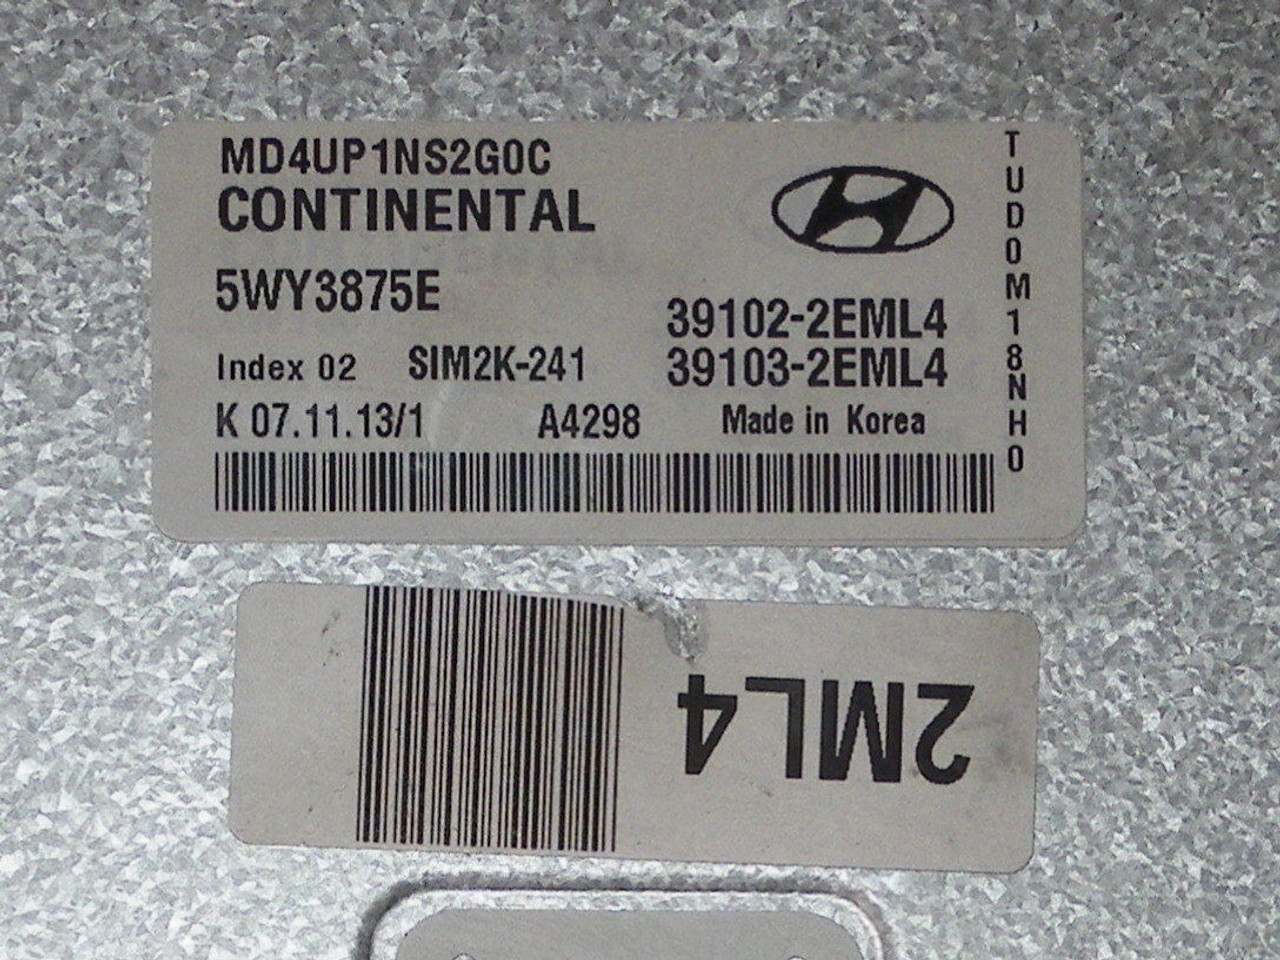 MD4UP1NS2G0C
CONTINENTAL
5WY3875E
39102-2EML4
Index 02 SIM2K-241 39103-2EML4
K 07.11.13/1 A4298 Made in Korea
TUD0M18NH0
2ML4